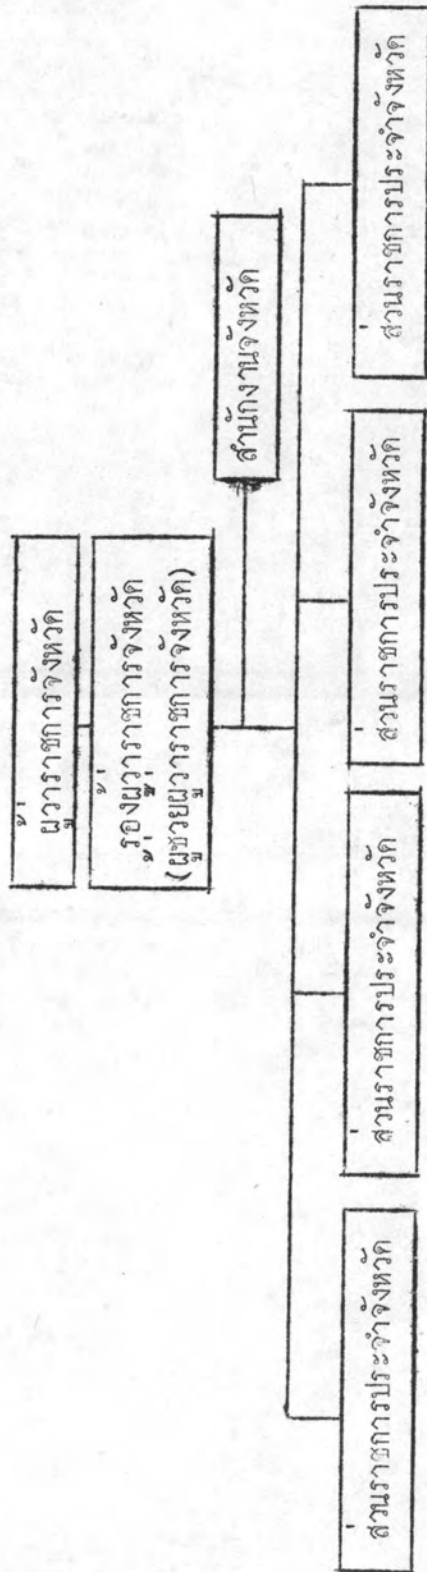 ผู้ว่าราชการจังหวัด
รองผู้ว่าราชการจังหวัด
(ผู้ช่วยผู้ว่าราชการจังหวัด)
สำนักงานจังหวัด
ส่วนราชการประจำจังหวัด
ส่วนราชการประจำจังหวัด
ส่วนราชการประจำจังหวัด
ส่วนราชการประจำจังหวัด